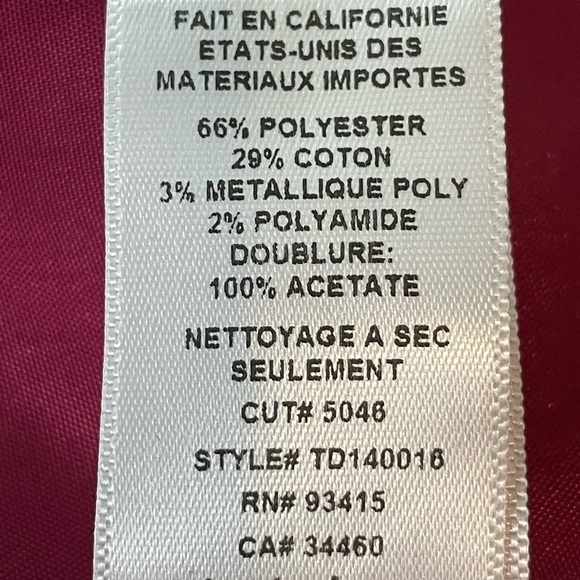 FAIT EN CALIFORNIE
ETATS-UNIS DES
MATERIAUX IMPORTES
66% POLYESTER
29% COTON
3% METALLIQUE POLY
2% POLYAMIDE
DOUBLURE:
100% ACETATE
NETTOYAGE A SEC
SEULEMENT
CUT# 5046
STYLE# TD140016
RN# 93415
CA# 34460